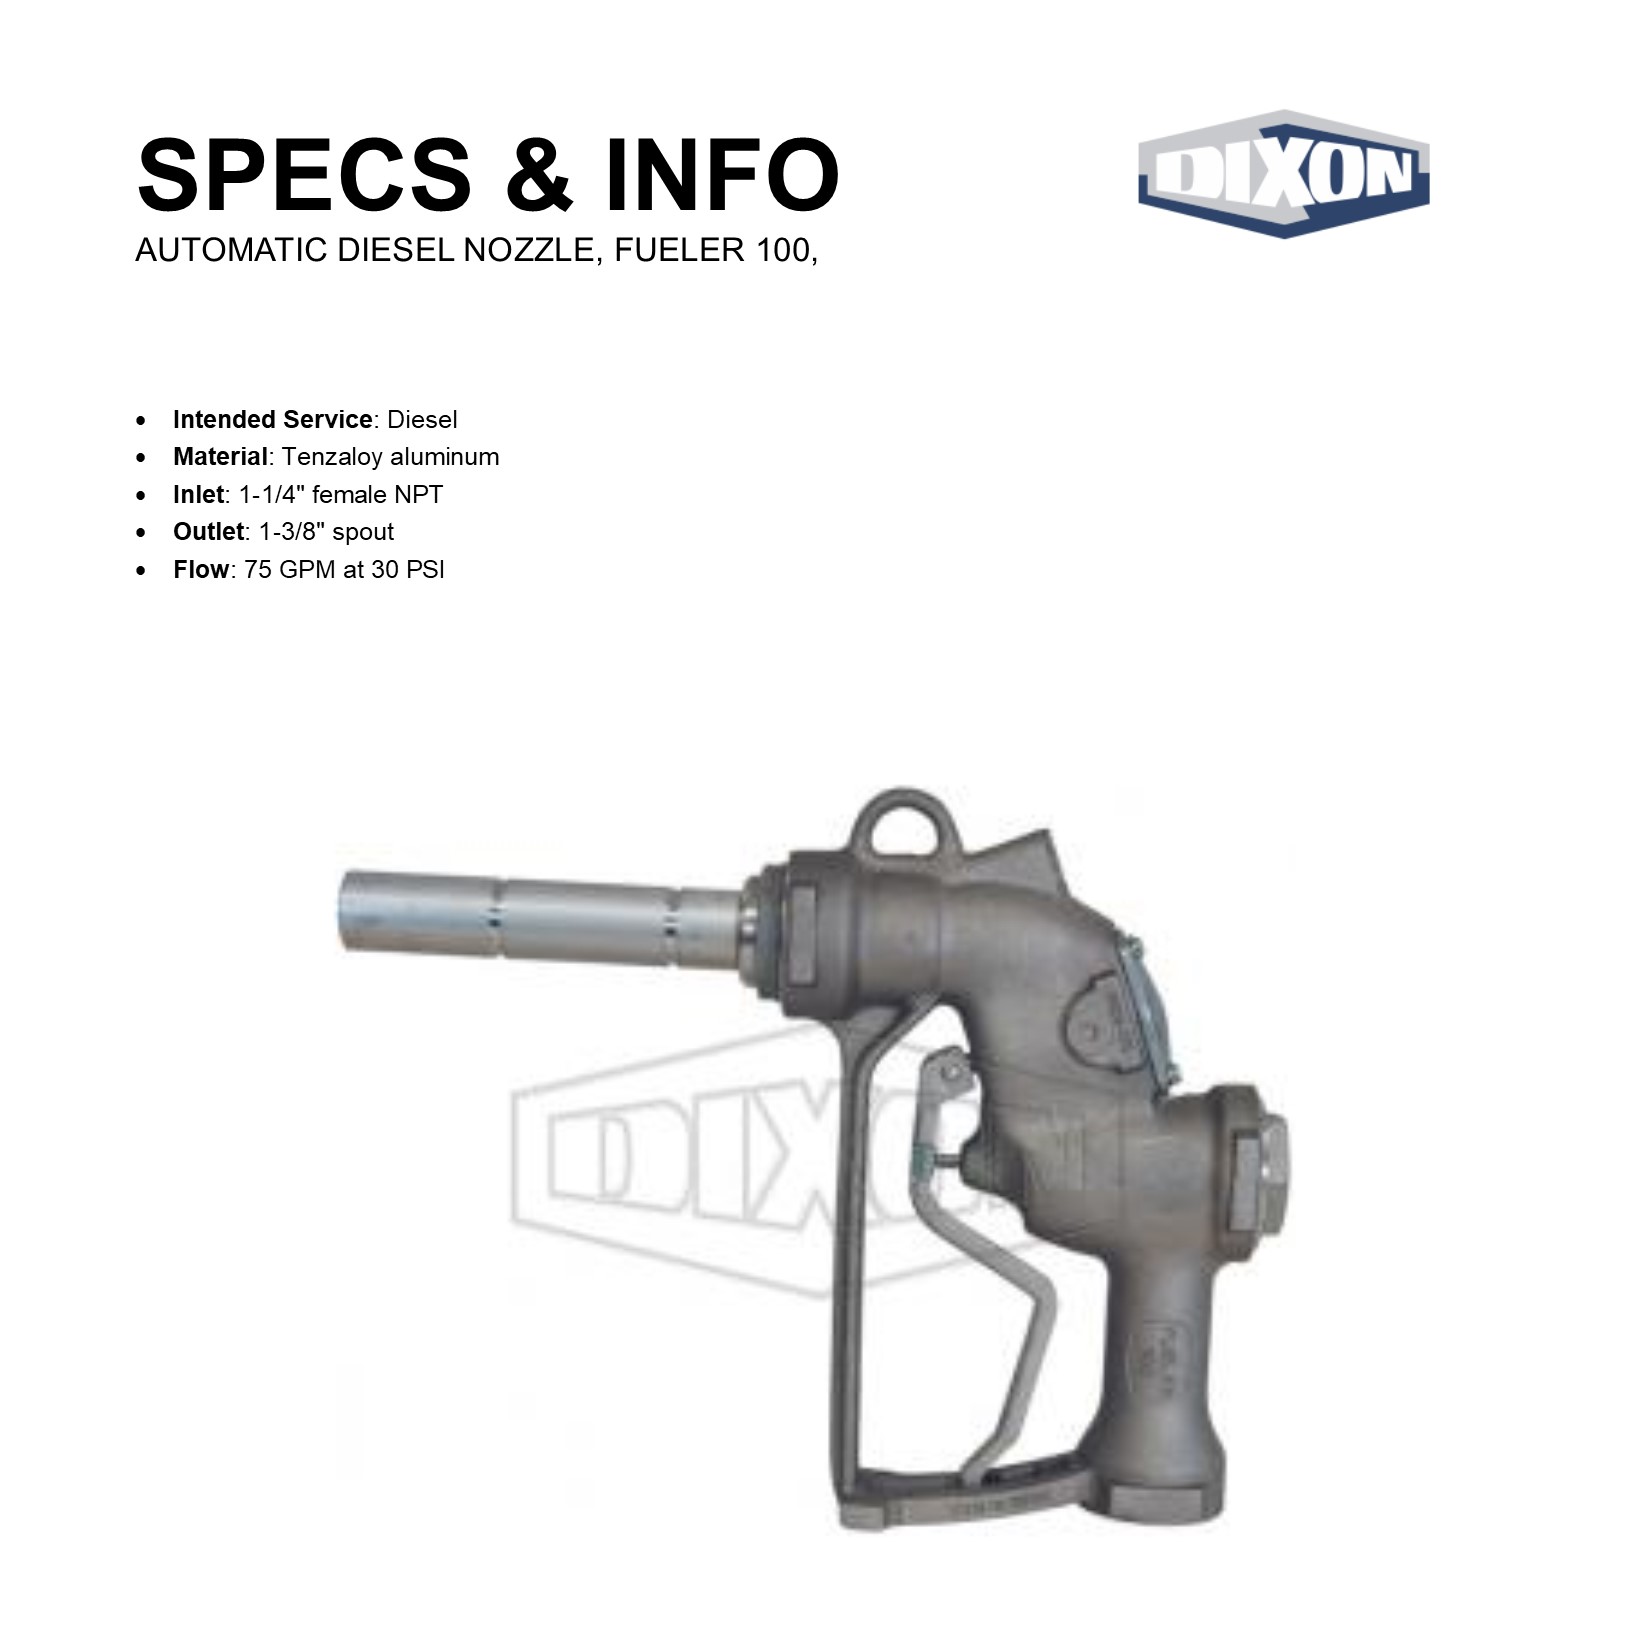 SPECS & INFO
DIXON
AUTOMATIC DIESEL NOZZLE, FUELER 100,
• Intended Service: Diesel
• Material: Tenzaloy aluminum
• Inlet: 1-1/4" female NPT
• Outlet: 1-3/8" spout
• Flow: 75 GPM at 30 PSI
DIXON